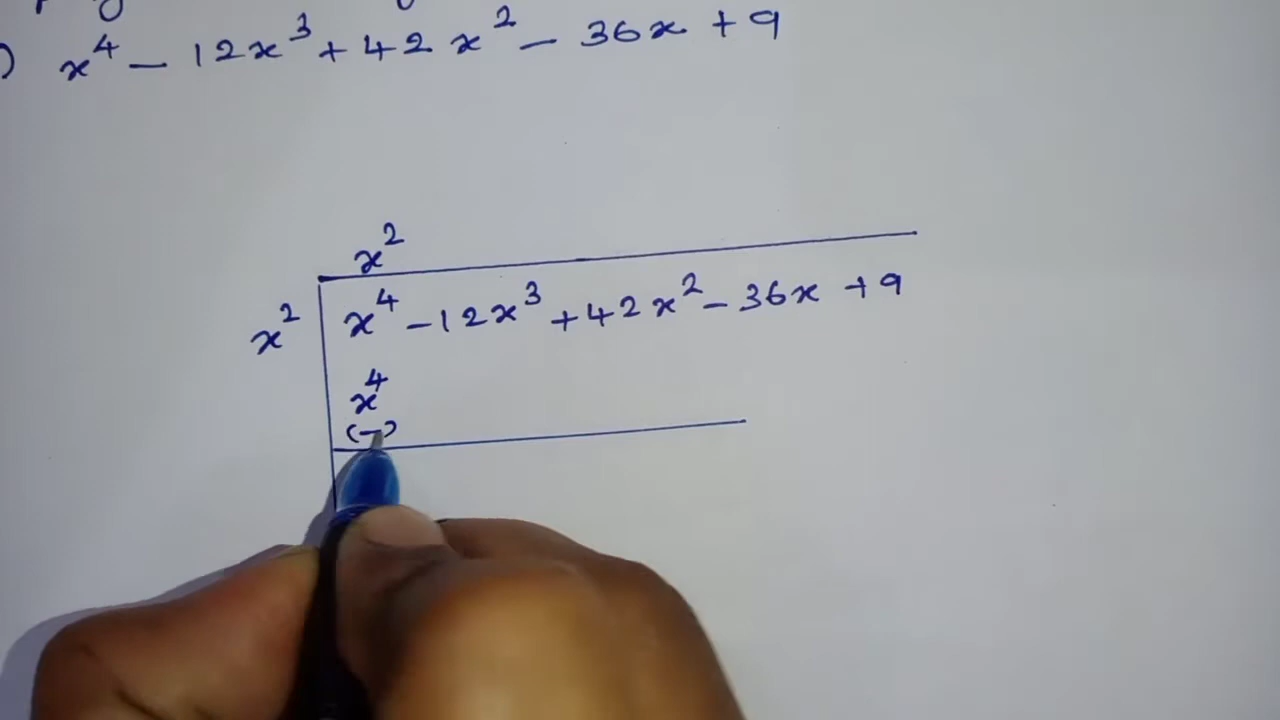 ) x⁴ - 12x³ + 42x² - 36x + 9
x²
x² x⁴ - 12x³ + 42x² - 36x + 9
x⁴
(-)